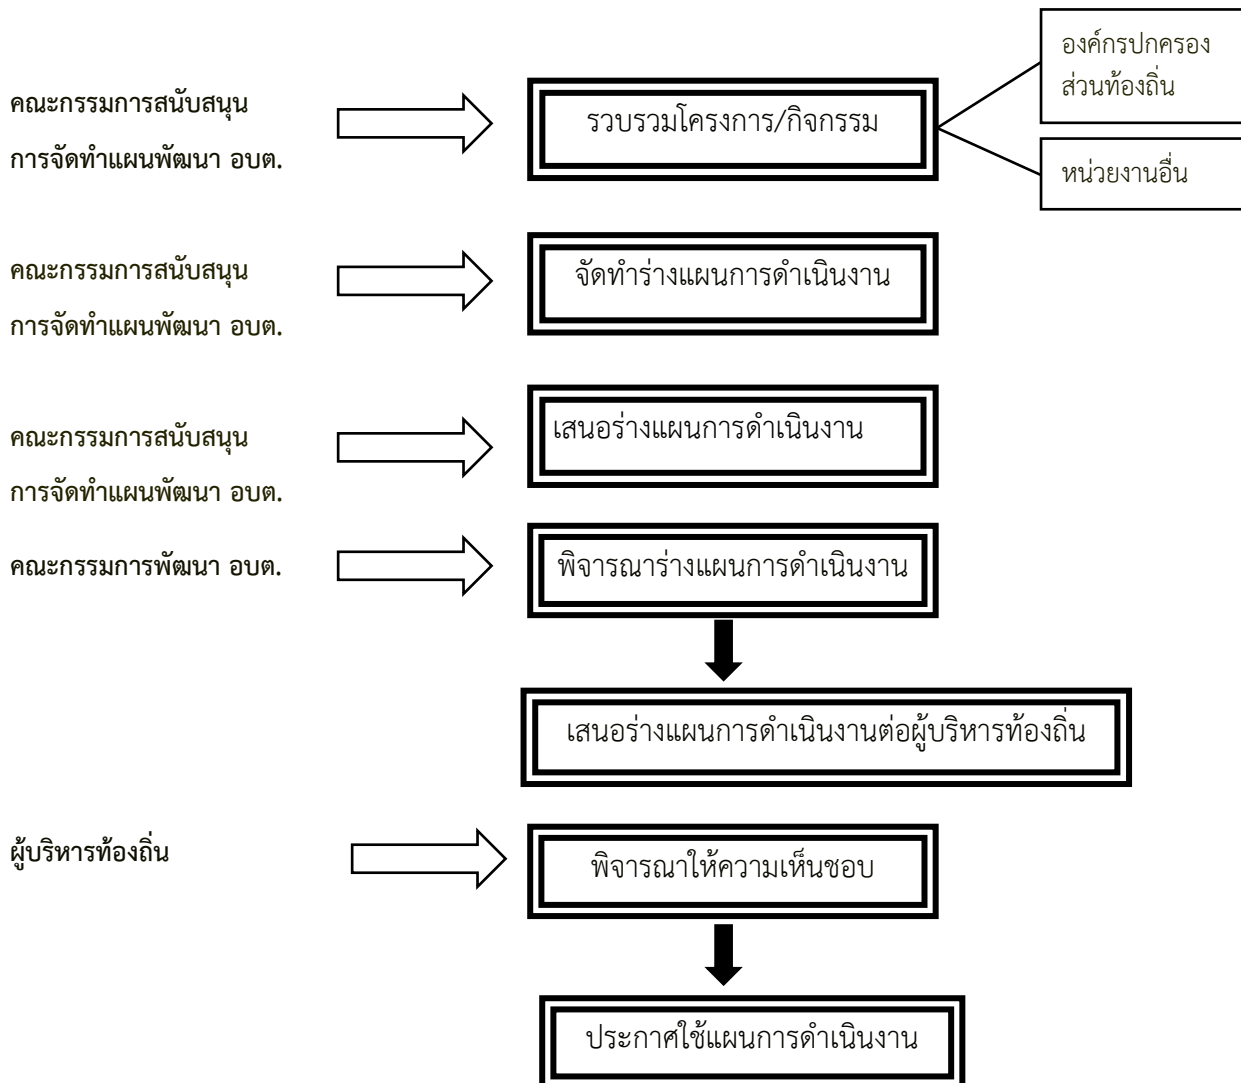 องค์กรปกครอง
ส่วนท้องถิ่น
คณะกรรมการสนับสนุน
การจัดทำแผนพัฒนา อบต.
รวบรวมโครงการ/กิจกรรม
หน่วยงานอื่น
คณะกรรมการสนับสนุน
การจัดทำแผนพัฒนา อบต.
จัดทำร่างแผนการดำเนินงาน
คณะกรรมการสนับสนุน
การจัดทำแผนพัฒนา อบต.
เสนอร่างแผนการดำเนินงาน
คณะกรรมการพัฒนา อบต.
พิจารณาร่างแผนการดำเนินงาน
เสนอร่างแผนการดำเนินงานต่อผู้บริหารท้องถิ่น
ผู้บริหารท้องถิ่น
พิจารณาให้ความเห็นชอบ
ประกาศใช้แผนการดำเนินงาน